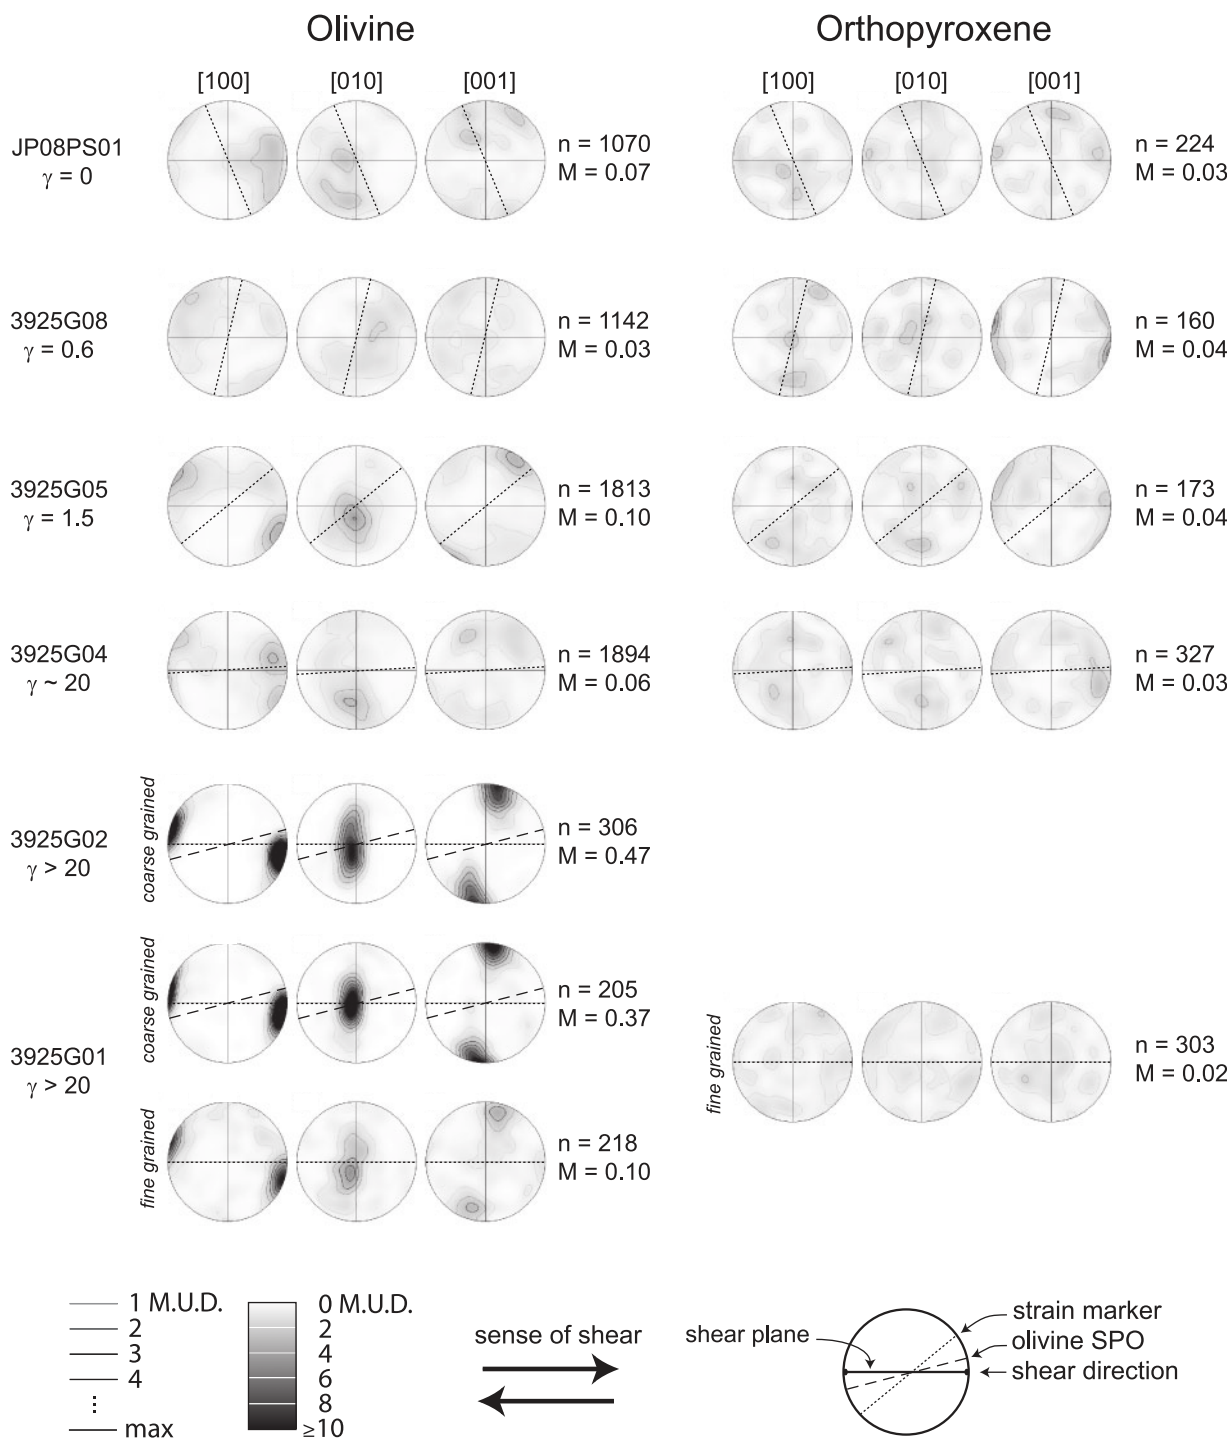 Olivine
Orthopyroxene
[100] [010] [001]
[100] [010] [001]
JP08PS01
γ = 0
n = 1070
M = 0.07
n = 224
M = 0.03
3925G08
γ = 0.6
n = 1142
M = 0.03
n = 160
M = 0.04
3925G05
γ = 1.5
n = 1813
M = 0.10
n = 173
M = 0.04
3925G04
γ ~ 20
n = 1894
M = 0.06
n = 327
M = 0.03
3925G02
γ > 20
coarse grained
n = 306
M = 0.47
3925G01
γ > 20
coarse grained
n = 205
M = 0.37
fine grained
n = 303
M = 0.02
fine grained
n = 218
M = 0.10
1 M.U.D.
2
3
4
⋮
max
0 M.U.D.
2
4
6
8
≥10
sense of shear
shear plane
strain marker
olivine SPO
shear direction